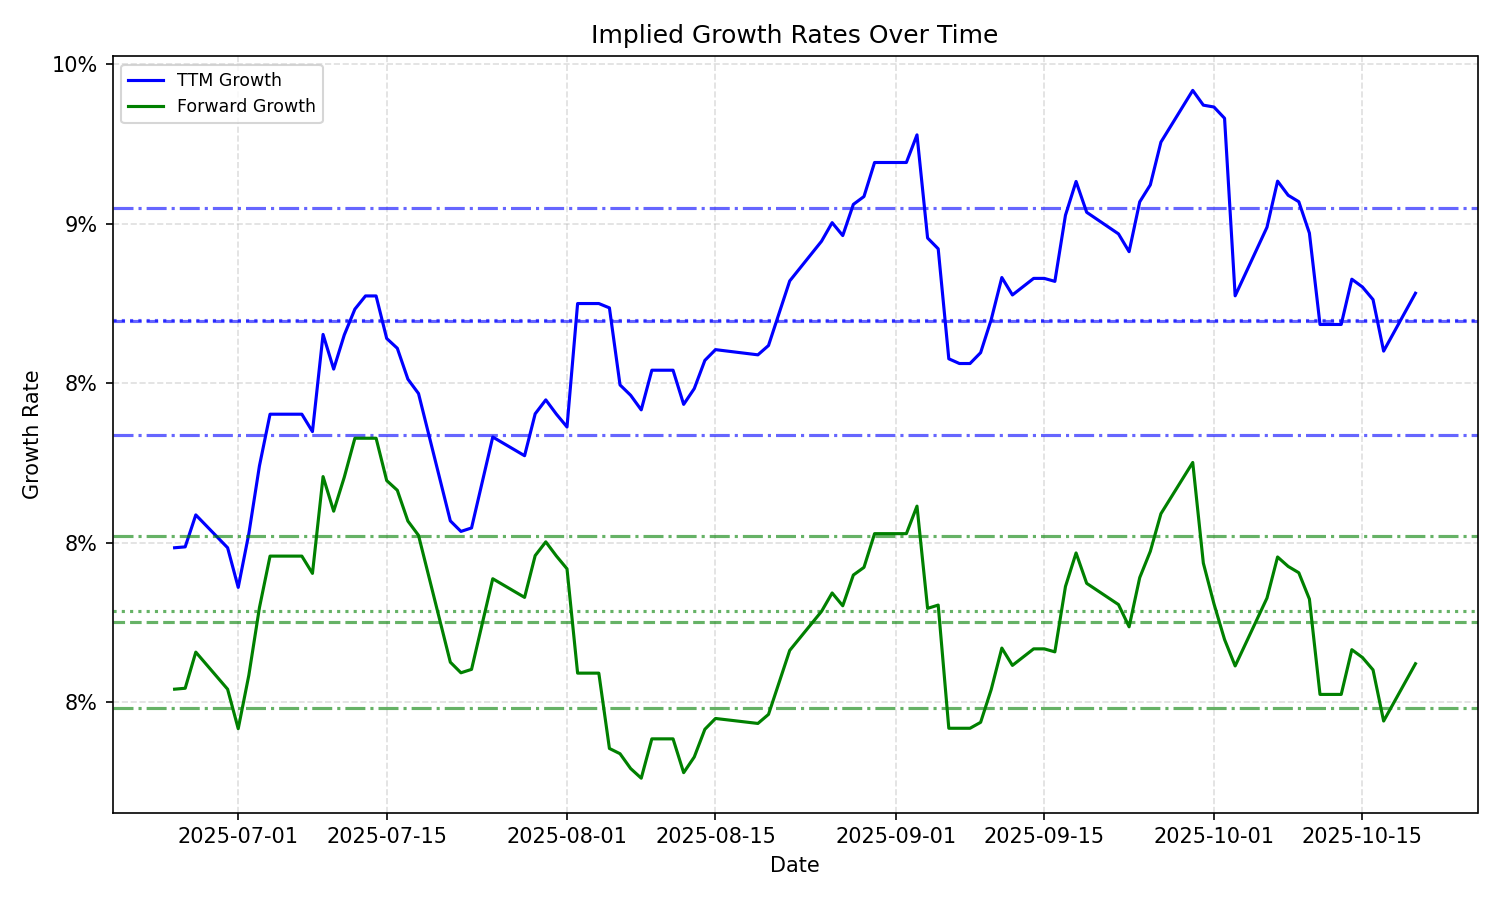 Implied Growth Rates Over Time
TTM Growth
Forward Growth
10%
9%
8%
8%
8%
Growth Rate
2025-07-01 2025-07-15 2025-08-01 2025-08-15 2025-09-01 2025-09-15 2025-10-01 2025-10-15
Date